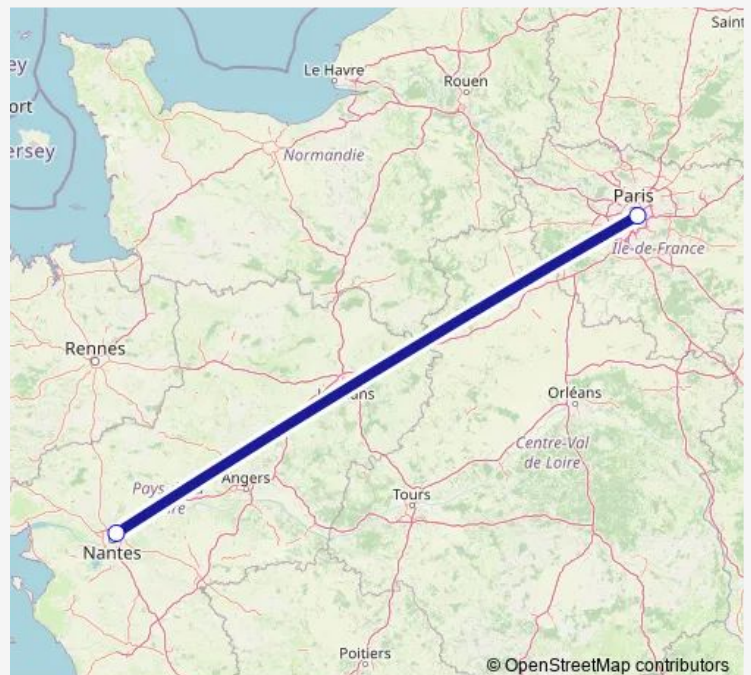 Saint
Le Havre
Rouen
ey
ort
ersey
Normandie
Paris
Île-de-France
Rennes
Orléans
Centre-Val
de Loire
Angers
Pays
Tours
Nantes
Poitiers
© OpenStreetMap contributors